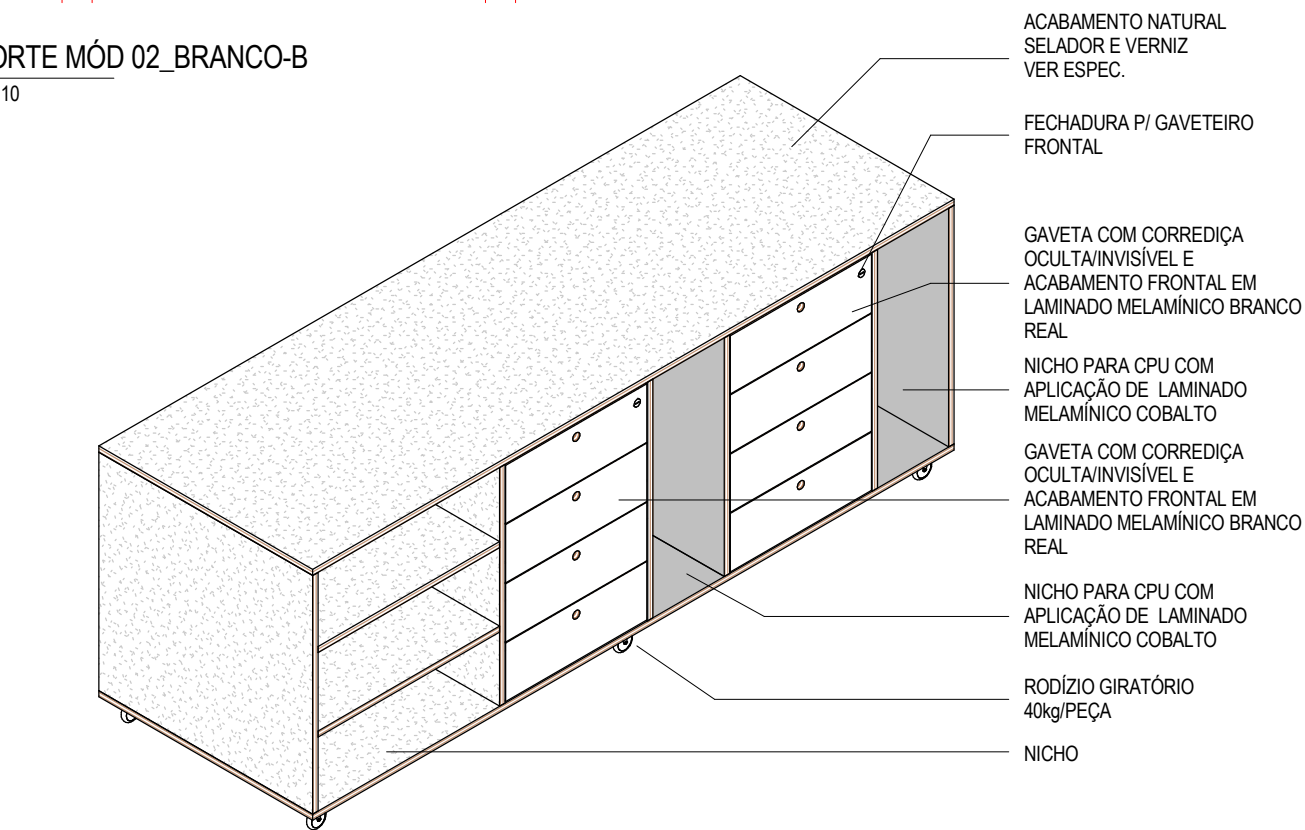 ORTE MÓD 02_BRANCO-B
10
ACABAMENTO NATURAL
SELADOR E VERNIZ
VER ESPEC.
FECHADURA P/ GAVETEIRO
FRONTAL
GAVETA COM CORREDIÇA
OCULTA/INVISÍVEL E
ACABAMENTO FRONTAL EM
LAMINADO MELAMÍNICO BRANCO
REAL
NICHO PARA CPU COM
APLICAÇÃO DE LAMINADO
MELAMÍNICO COBALTO
GAVETA COM CORREDIÇA
OCULTA/INVISÍVEL E
ACABAMENTO FRONTAL EM
LAMINADO MELAMÍNICO BRANCO
REAL
NICHO PARA CPU COM
APLICAÇÃO DE LAMINADO
MELAMÍNICO COBALTO
RODÍZIO GIRATÓRIO
40kg/PEÇA
NICHO